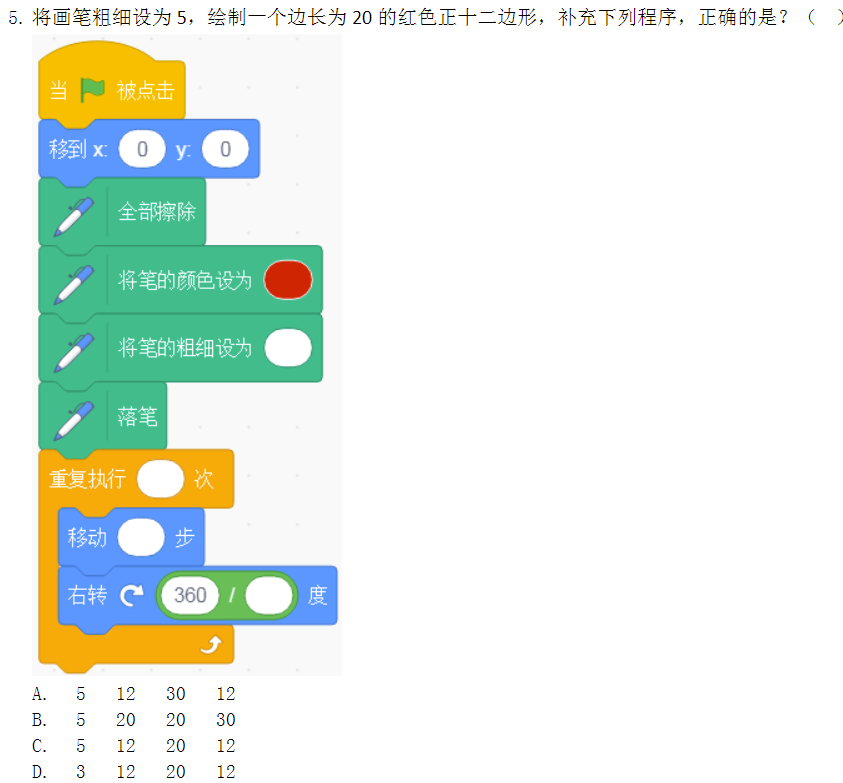 5. 将画笔粗细设为 5，绘制一个边长为 20 的红色正十二边形，补充下列程序，正确的是？（ ）
当 被点击
移到 x: 0 y: 0
全部擦除
将笔的颜色设为
将笔的粗细设为
落笔
重复执行 次
移动 步
右转 360 / 度
A. 5 12 30 12
B. 5 20 20 30
C. 5 12 20 12
D. 3 12 20 12